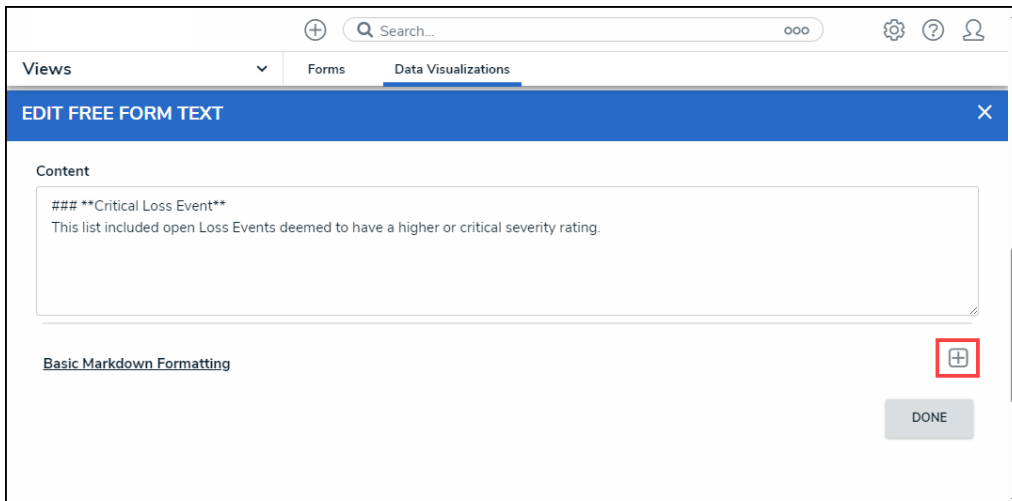 Search...
Views
Forms
Data Visualizations
EDIT FREE FORM TEXT
Content
### **Critical Loss Event**
This list included open Loss Events deemed to have a higher or critical severity rating.
Basic Markdown Formatting
DONE